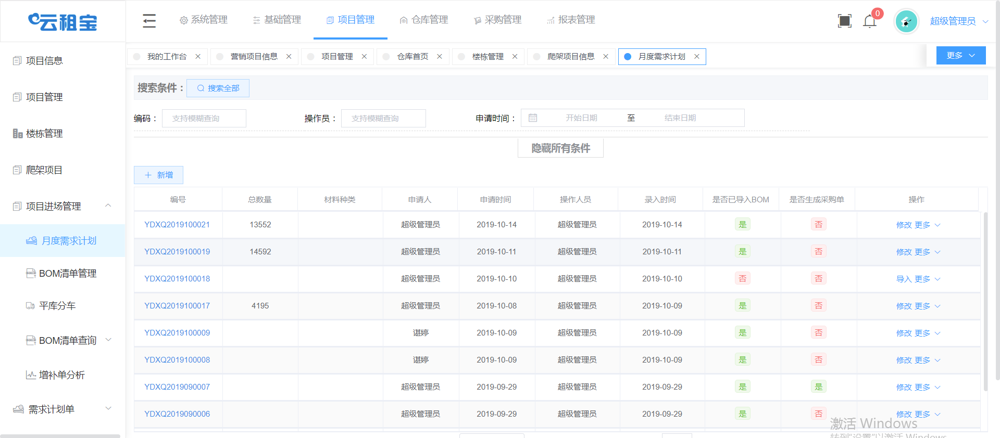 云租宝
系统管理 基础管理 项目管理 仓库管理 采购管理 报表管理 0 超级管理员
我的工作台 营销项目信息 项目管理 仓库首页 楼栋管理 爬架项目信息 月度需求计划 更多
项目信息
项目管理
楼栋管理
爬架项目
项目进场管理
月度需求计划
BOM清单管理
平库分车
BOM清单查询
增补单分析
需求计划单
搜索条件： 搜索全部
编码： 支持模糊查询 操作员： 支持模糊查询 申请时间： 开始日期 至 结束日期
隐藏所有条件
新增
编号 总数量 材料种类 申请人 申请时间 操作人员 录入时间 是否已导入BOM 是否生成采购单 操作
YDXQ2019100021 13552 超级管理员 2019-10-14 超级管理员 2019-10-14 是 否 修改 更多
YDXQ2019100019 14592 超级管理员 2019-10-11 超级管理员 2019-10-11 是 否 修改 更多
YDXQ2019100018 超级管理员 2019-10-10 超级管理员 2019-10-10 否 否 导入 更多
YDXQ2019100017 4195 超级管理员 2019-10-08 超级管理员 2019-10-09 是 否 修改 更多
YDXQ2019100009 谌婷 2019-10-09 超级管理员 2019-10-09 是 否 修改 更多
YDXQ2019100008 谌婷 2019-10-09 超级管理员 2019-10-09 是 否 修改 更多
YDXQ2019090007 超级管理员 2019-09-29 超级管理员 2019-09-29 是 是 修改 更多
YDXQ2019090006 超级管理员 2019-09-29 超级管理员 2019-09-29 是 否 修改 更多
激活 Windows
转到"设置"以激活 Windows